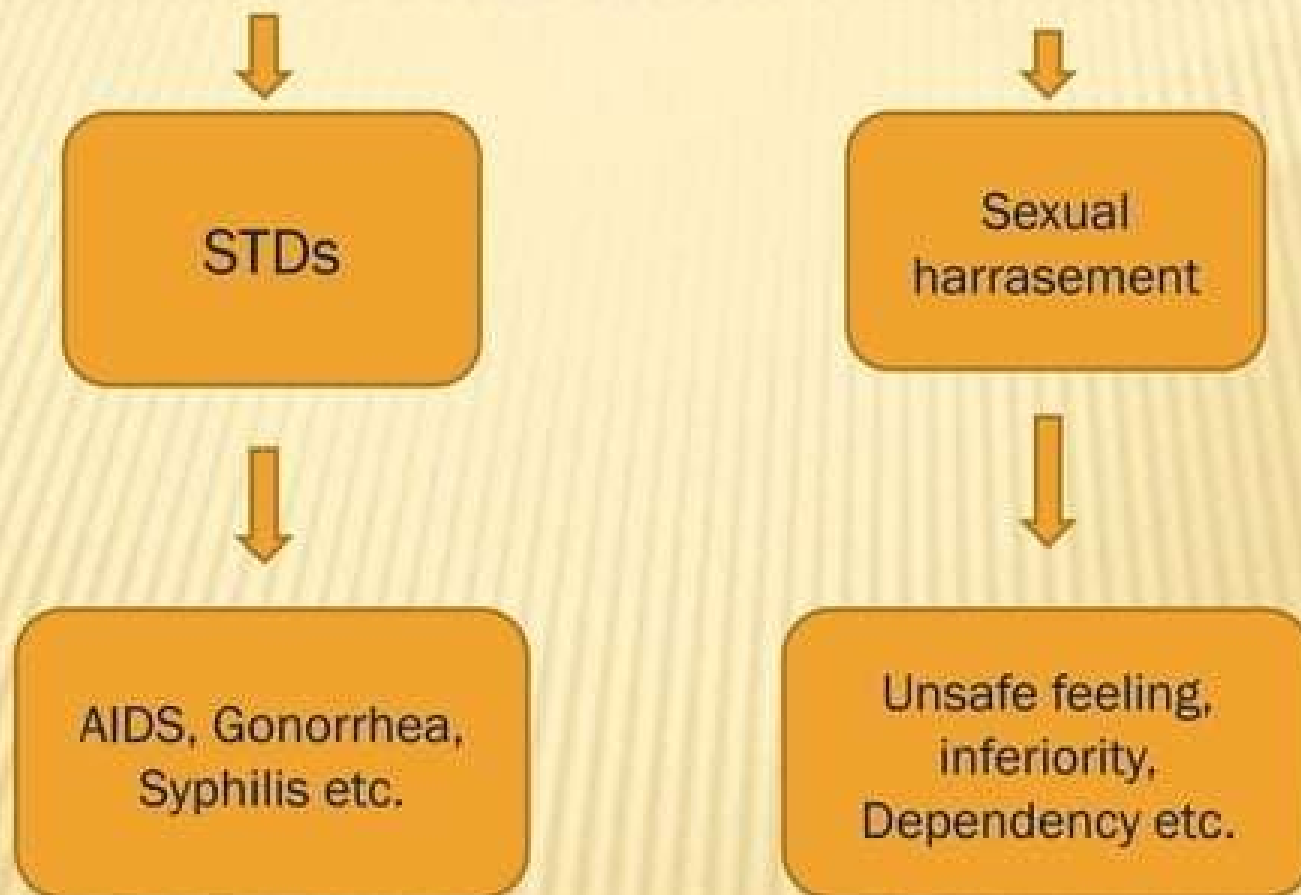 STDs
Sexual
harrasement
AIDS, Gonorrhea,
Syphilis etc.
Unsafe feeling,
inferiority,
Dependency etc.